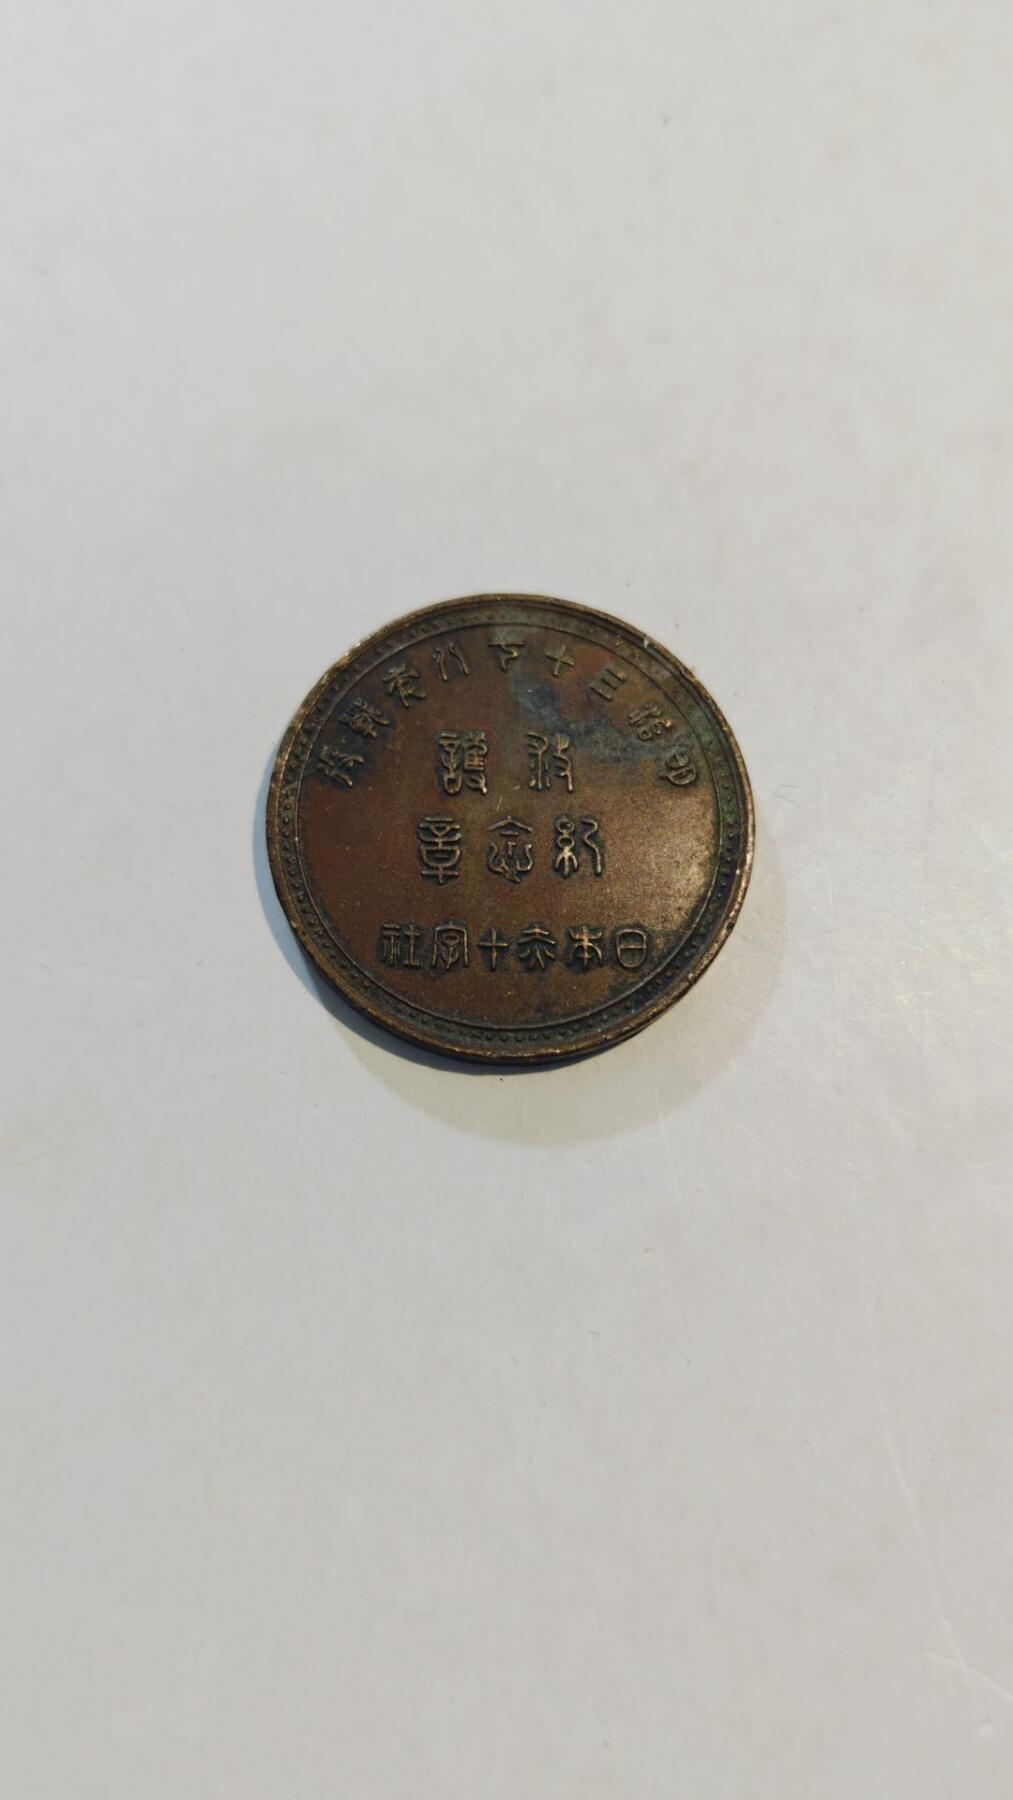 明治三十七八年戦役
救護
紀念章
日本赤十字社